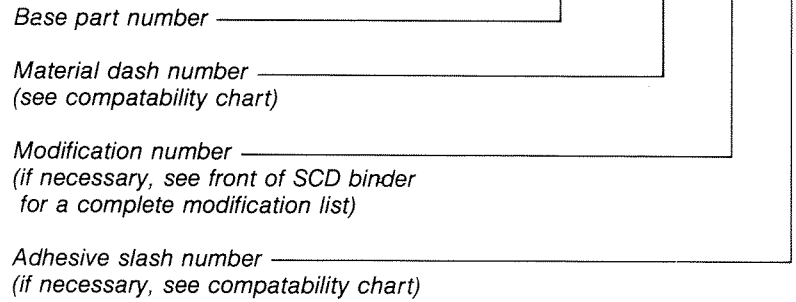 Base part number
Material dash number
(see compatability chart)
Modification number
(if necessary, see front of SCD binder
for a complete modification list)
Adhesive slash number
(if necessary, see compatability chart)